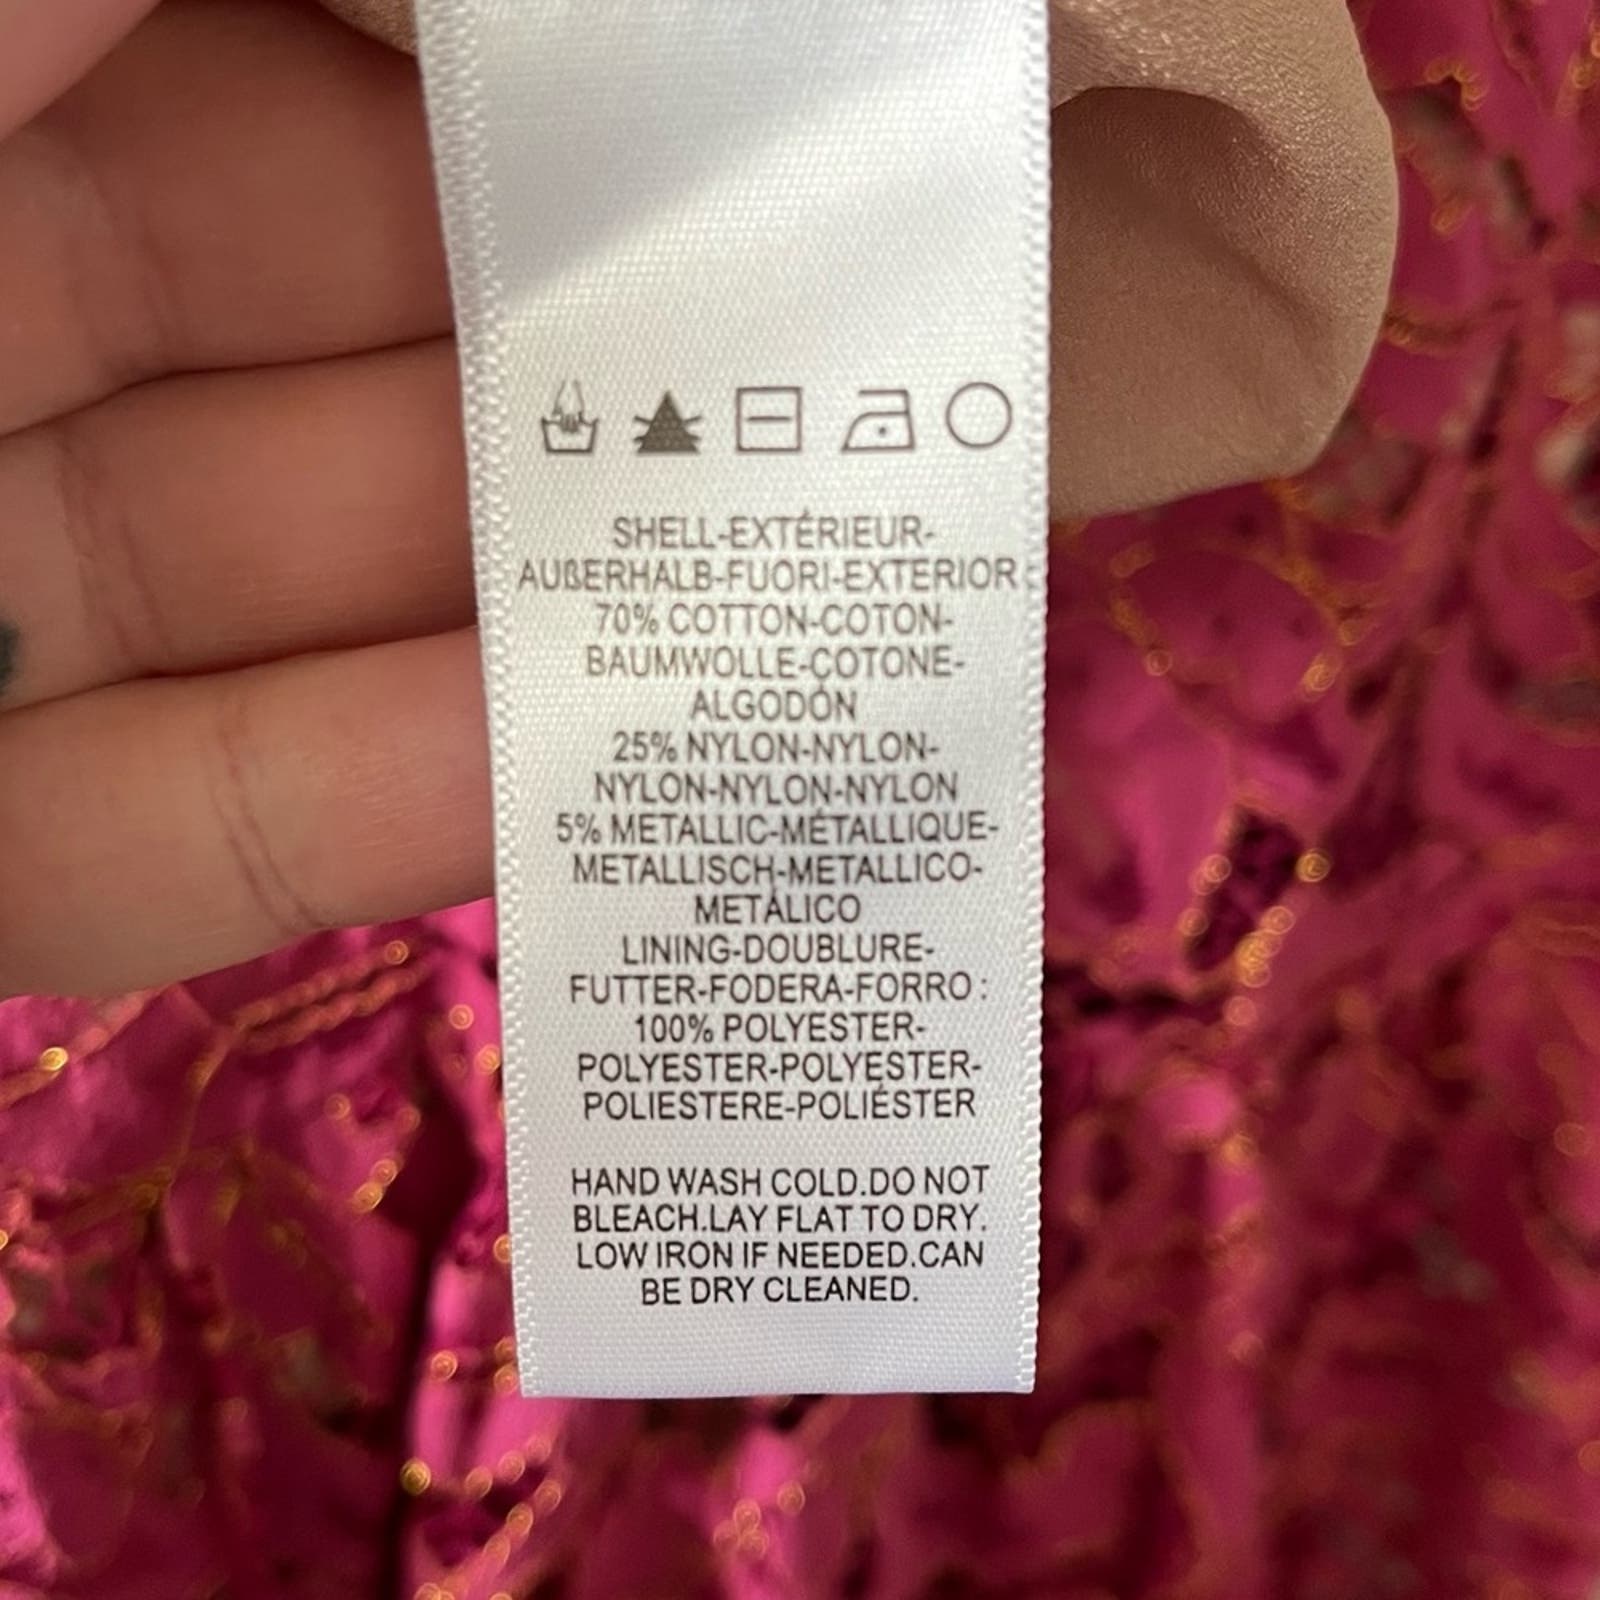 SHELL-EXTÉRIEUR-
AUßERHALB-FUORI-EXTERIOR
70% COTTON-COTON-
BAUMWOLLE-COTONE-
ALGODÓN
25% NYLON-NYLON-
NYLON-NYLON-NYLON
5% METALLIC-MÉTALLIQUE-
METALLISCH-METALLICO-
METÁLICO
LINING-DOUBLURE-
FUTTER-FODERA-FORRO :
100% POLYESTER-
POLYESTER-POLYESTER-
POLIESTERE-POLIÉSTER
HAND WASH COLD.DO NOT
BLEACH.LAY FLAT TO DRY.
LOW IRON IF NEEDED.CAN
BE DRY CLEANED.